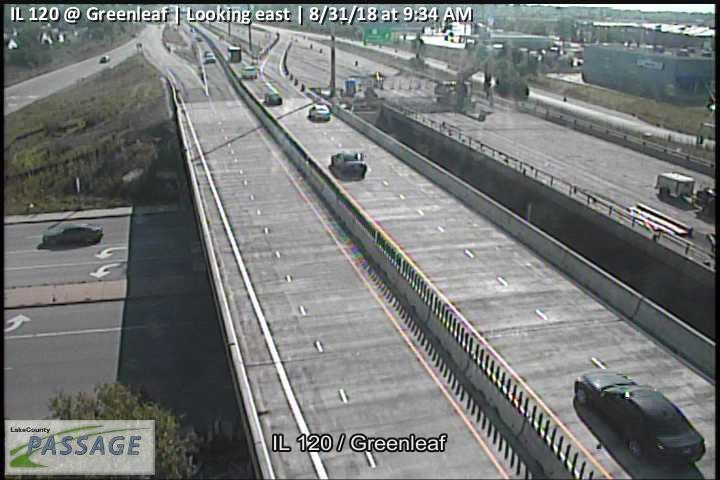 IL 120 @ Greenleaf | Looking east | 8/31/18 at 9:34 AM
IL 120 / Greenleaf
LakeCounty
PASSAGE